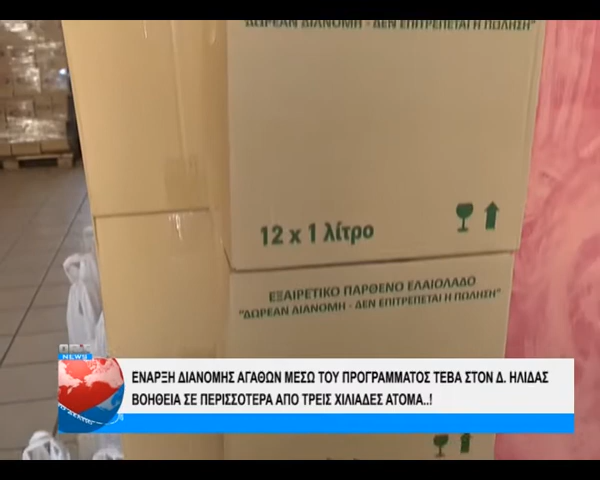 "ΔΩΡΕΑΝ ΔΙΑΝΟΜΗ - ΔΕΝ ΕΠΙΤΡΕΠΕΤΑΙ Η ΠΩΛΗΣΗ"
12 x 1 λίτρο
ΕΞΑΙΡΕΤΙΚΟ ΠΑΡΘΕΝΟ ΕΛΑΙΟΛΑΔΟ
"ΔΩΡΕΑΝ ΔΙΑΝΟΜΗ - ΔΕΝ ΕΠΙΤΡΕΠΕΤΑΙ Η ΠΩΛΗΣΗ"
NEWS
ΕΝΑΡΞΗ ΔΙΑΝΟΜΗΣ ΑΓΑΘΩΝ ΜΕΣΩ ΤΟΥ ΠΡΟΓΡΑΜΜΑΤΟΣ ΤΕΒΑ ΣΤΟΝ Δ. ΗΛΙΔΑΣ
ΒΟΗΘΕΙΑ ΣΕ ΠΕΡΙΣΣΟΤΕΡΑ ΑΠΟ ΤΡΕΙΣ ΧΙΛΙΑΔΕΣ ΑΤΟΜΑ..!